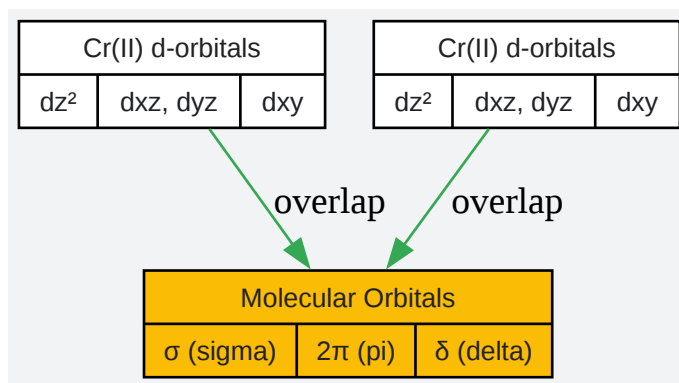 Cr(II) d-orbitals
dz² dxz, dyz dxy
Cr(II) d-orbitals
dz² dxz, dyz dxy
overlap
overlap
Molecular Orbitals
σ (sigma) 2π (pi) δ (delta)